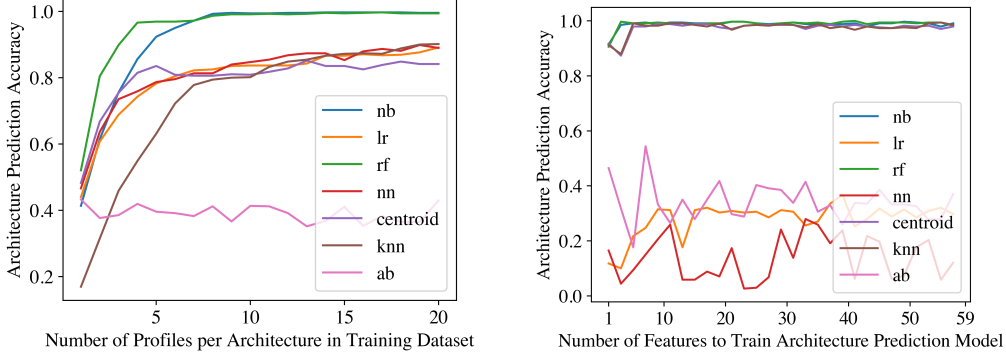 Architecture Prediction Accuracy
1.0
0.8
0.6
0.4
0.2
5
10
15
20
Number of Profiles per Architecture in Training Dataset
nb
lr
rf
nn
centroid
knn
ab
Architecture Prediction Accuracy
1.0
0.8
0.6
0.4
0.2
0.0
1
10
20
30
40
50
59
Number of Features to Train Architecture Prediction Model
nb
lr
rf
nn
centroid
knn
ab